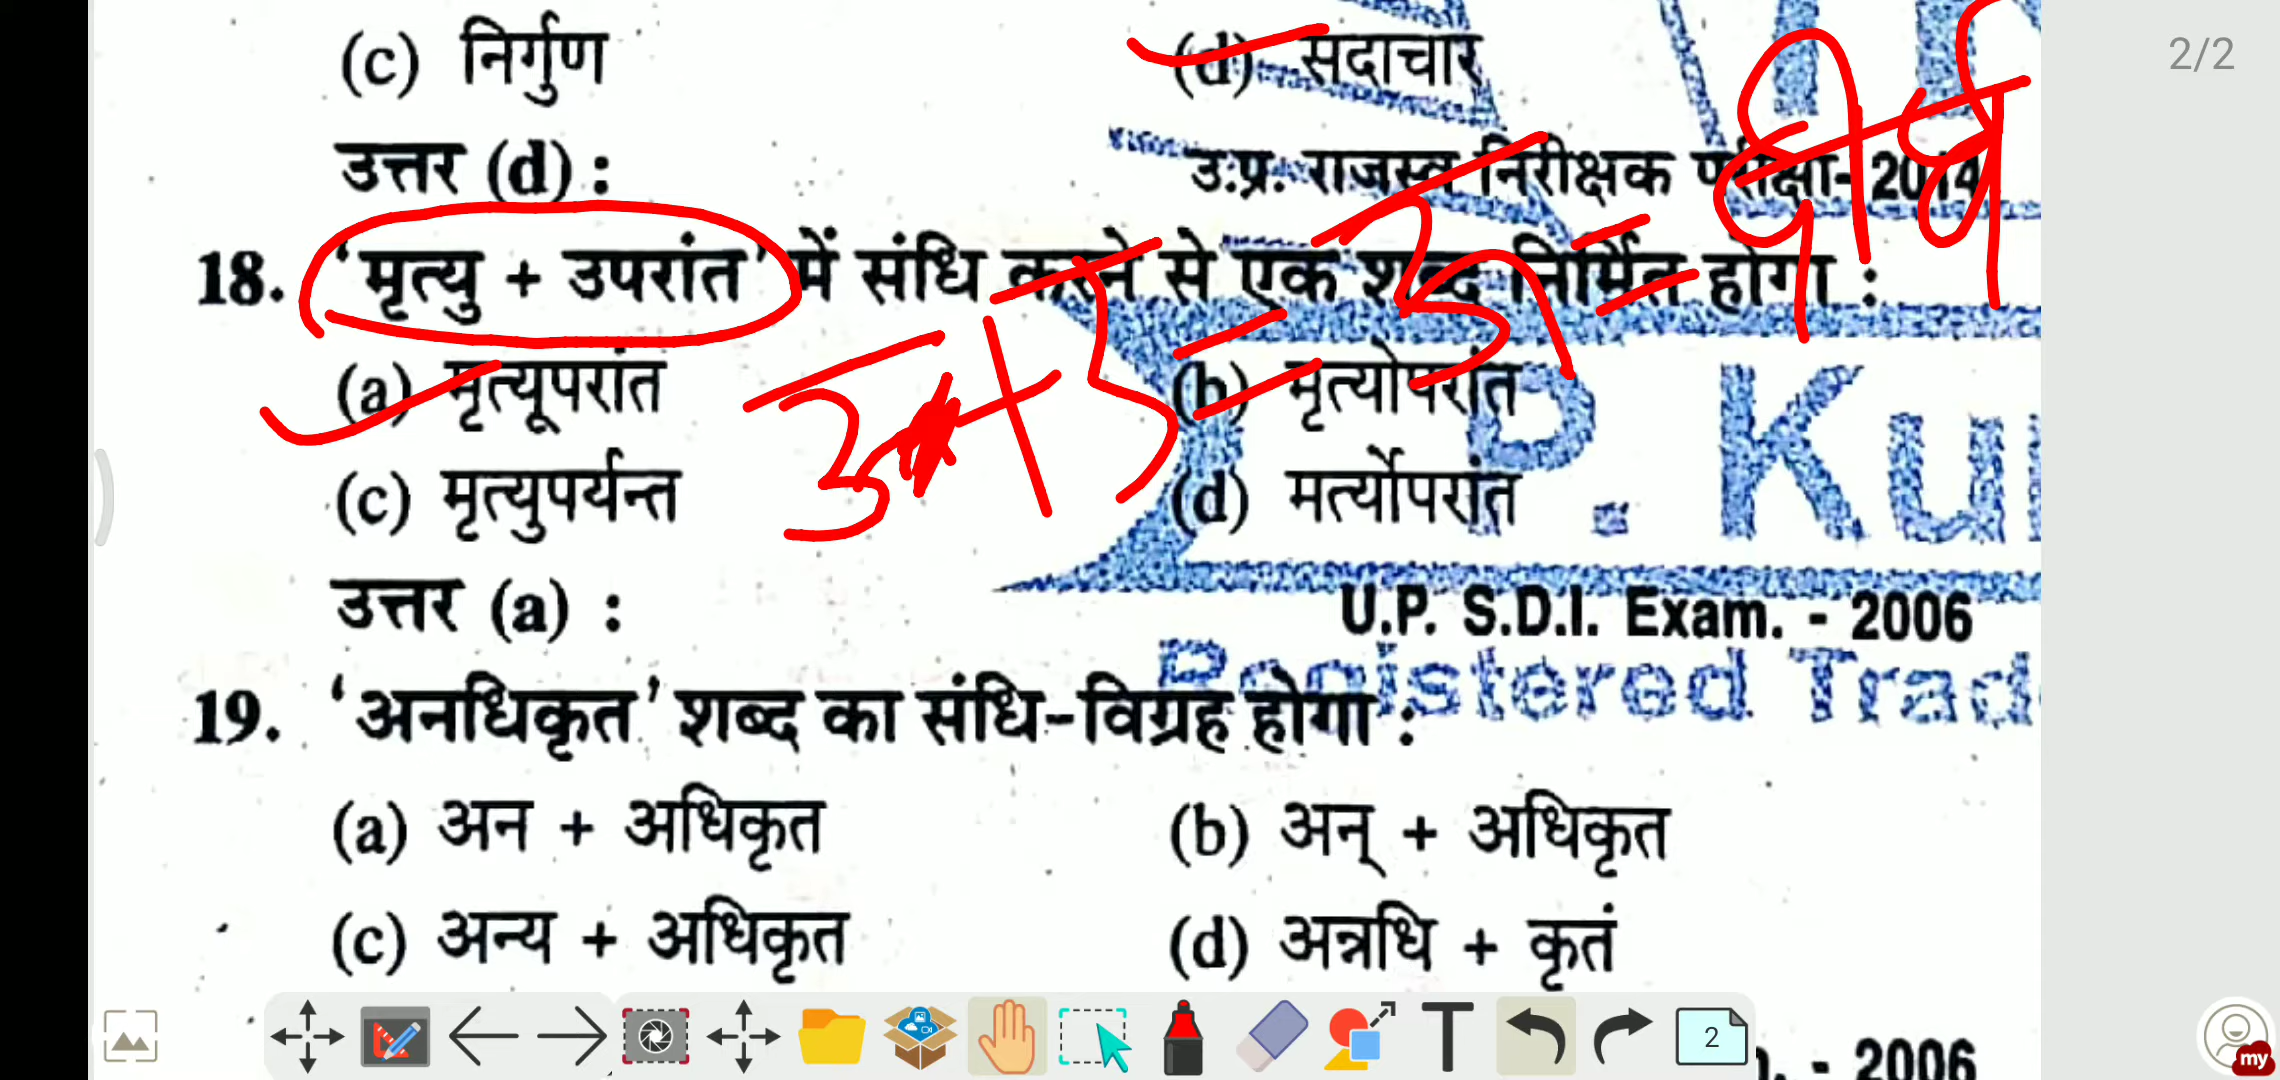 2/2
(c) निर्गुण (d) सदाचार
उत्तर (d) : उ.प्र. राजस्व निरीक्षक परीक्षा- 2014
18. 'मृत्यु + उपरांत' में संधि करने से एक शब्द निर्मित होगा :
उ + उ = ऊ = दीर्घ
(a) मृत्यूपरांत (b) मृत्योपरांत
(c) मृत्युपर्यन्त (d) मर्त्योपरांत
P. Ku
उत्तर (a) : U.P. S.D.I. Exam. - 2006
Registered Trad
19. 'अनधिकृत' शब्द का संधि-विग्रह होगा :
(a) अन + अधिकृत (b) अन् + अधिकृत
(c) अन्य + अधिकृत (d) अन्नधि + कृतं
T 2 - 2006
my